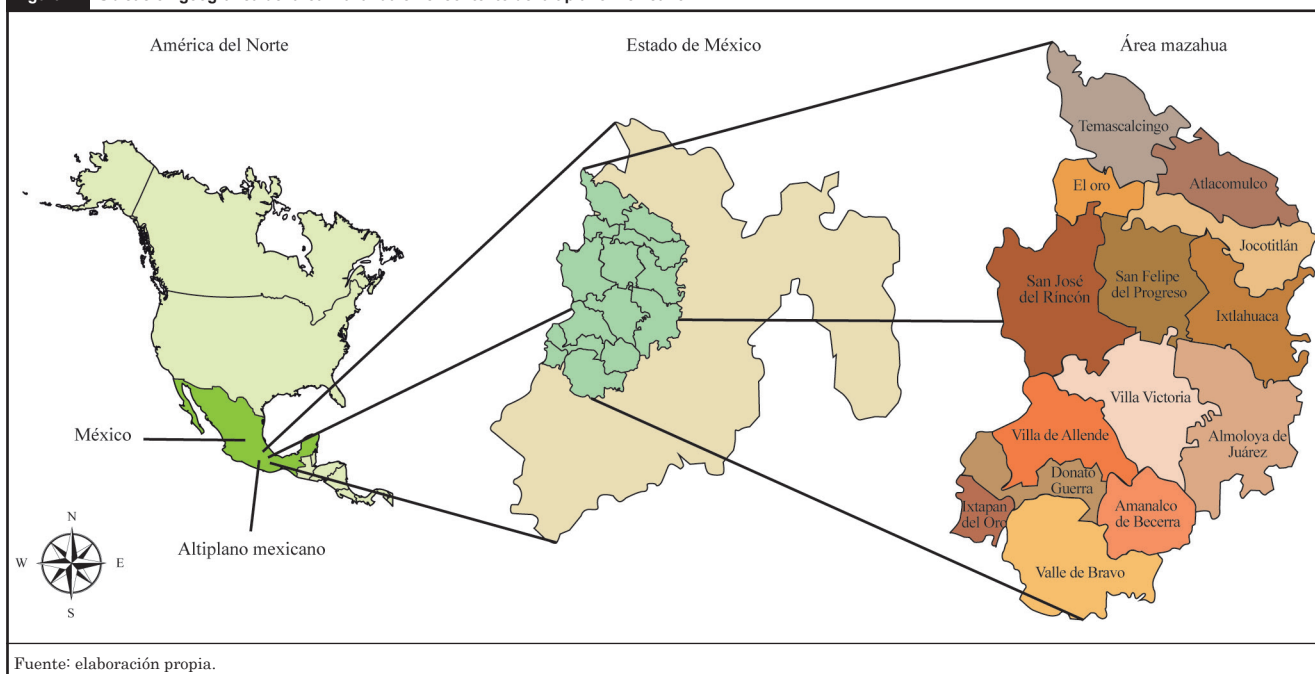 América del Norte
Estado de México
Área mazahua
Temascalcingo
El oro
Atlacomulco
Jocotitlán
San José
del Rincón
San Felipe
del Progreso
Ixtlahuaca
Villa Victoria
Villa de Allende
Almoloya de
Juárez
Donato
Guerra
Ixtapan
del Oro
Amanalco
de Becerra
Valle de Bravo
México
Altiplano mexicano
N
W
E
S
Fuente: elaboración propia.